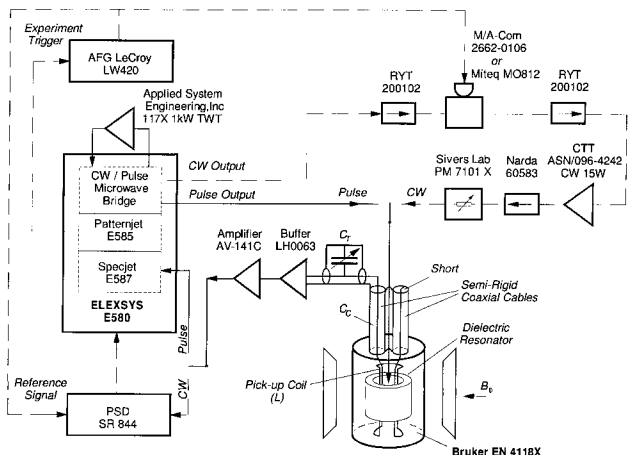 Experiment
Trigger
AFG LeCroy
LW420
M/A-Com
2662-0106
or
Miteq MO812
RYT
200102
RYT
200102
Applied System
Engineering,Inc
117X 1kW TWT
CW / Pulse
Microwave
Bridge
CW Output
Pulse Output
Pulse
CW
Sivers Lab
PM 7101 X
Narda
60583
CTT
ASN/096-4242
CW 15W
Patternjet
E585
Specjet
E587
ELEXSYS
E580
Amplifier
AV-141C
Buffer
LH0063
C_T
C_C
Short
Semi-Rigid
Coaxial Cables
Dielectric
Resonator
Pulse
CW
Pick-up Coil
(L)
B_0
Reference
Signal
PSD
SR 844
Bruker EN 4118X